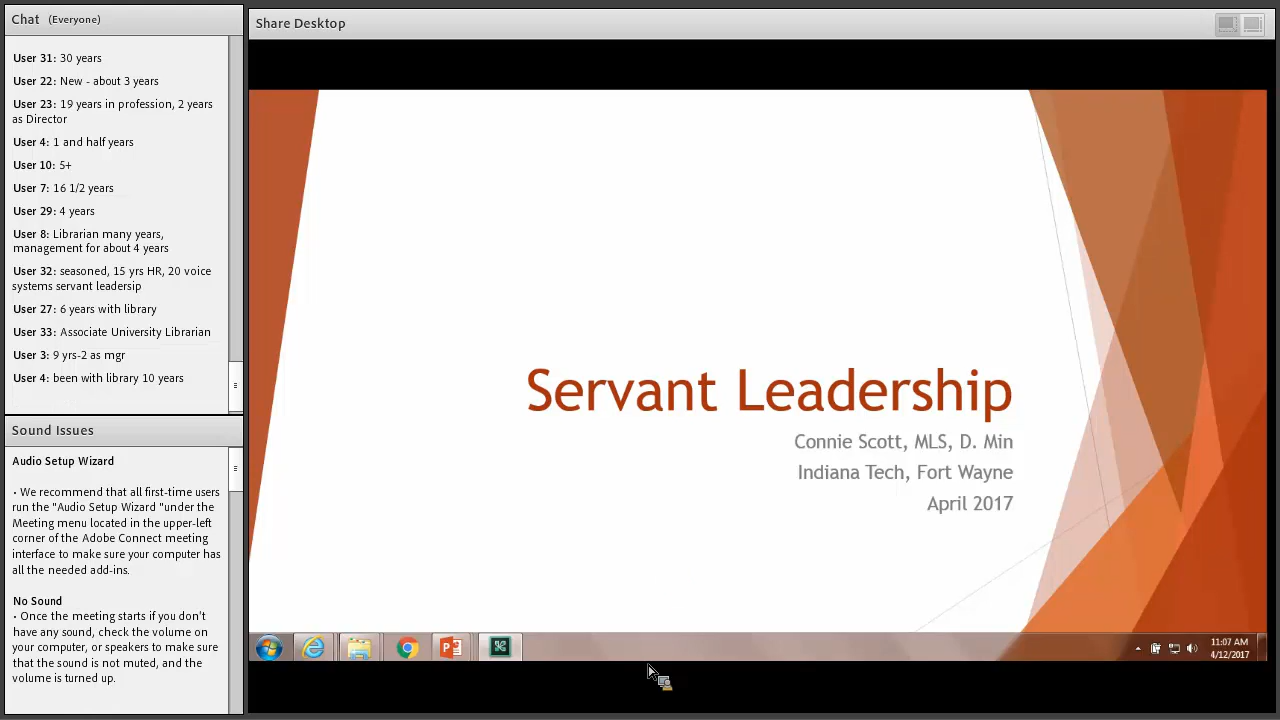 Chat (Everyone)
User 31: 30 years
User 22: New - about 3 years
User 23: 19 years in profession, 2 years
as Director
User 4: 1 and half years
User 10: 5+
User 7: 16 1/2 years
User 29: 4 years
User 8: Librarian many years,
management for about 4 years
User 32: seasoned, 15 yrs HR, 20 voice
systems servant leadersip
User 27: 6 years with library
User 33: Associate University Librarian
User 3: 9 yrs-2 as mgr
User 4: been with library 10 years
Sound Issues
Audio Setup Wizard
• We recommend that all first-time users
run the "Audio Setup Wizard "under the
Meeting menu located in the upper-left
corner of the Adobe Connect meeting
interface to make sure your computer has
all the needed add-ins.
No Sound
• Once the meeting starts if you don't
have any sound, check the volume on
your computer, or speakers to make sure
that the sound is not muted, and the
volume is turned up.
Share Desktop
Servant Leadership
Connie Scott, MLS, D. Min
Indiana Tech, Fort Wayne
April 2017
11:07 AM
4/12/2017